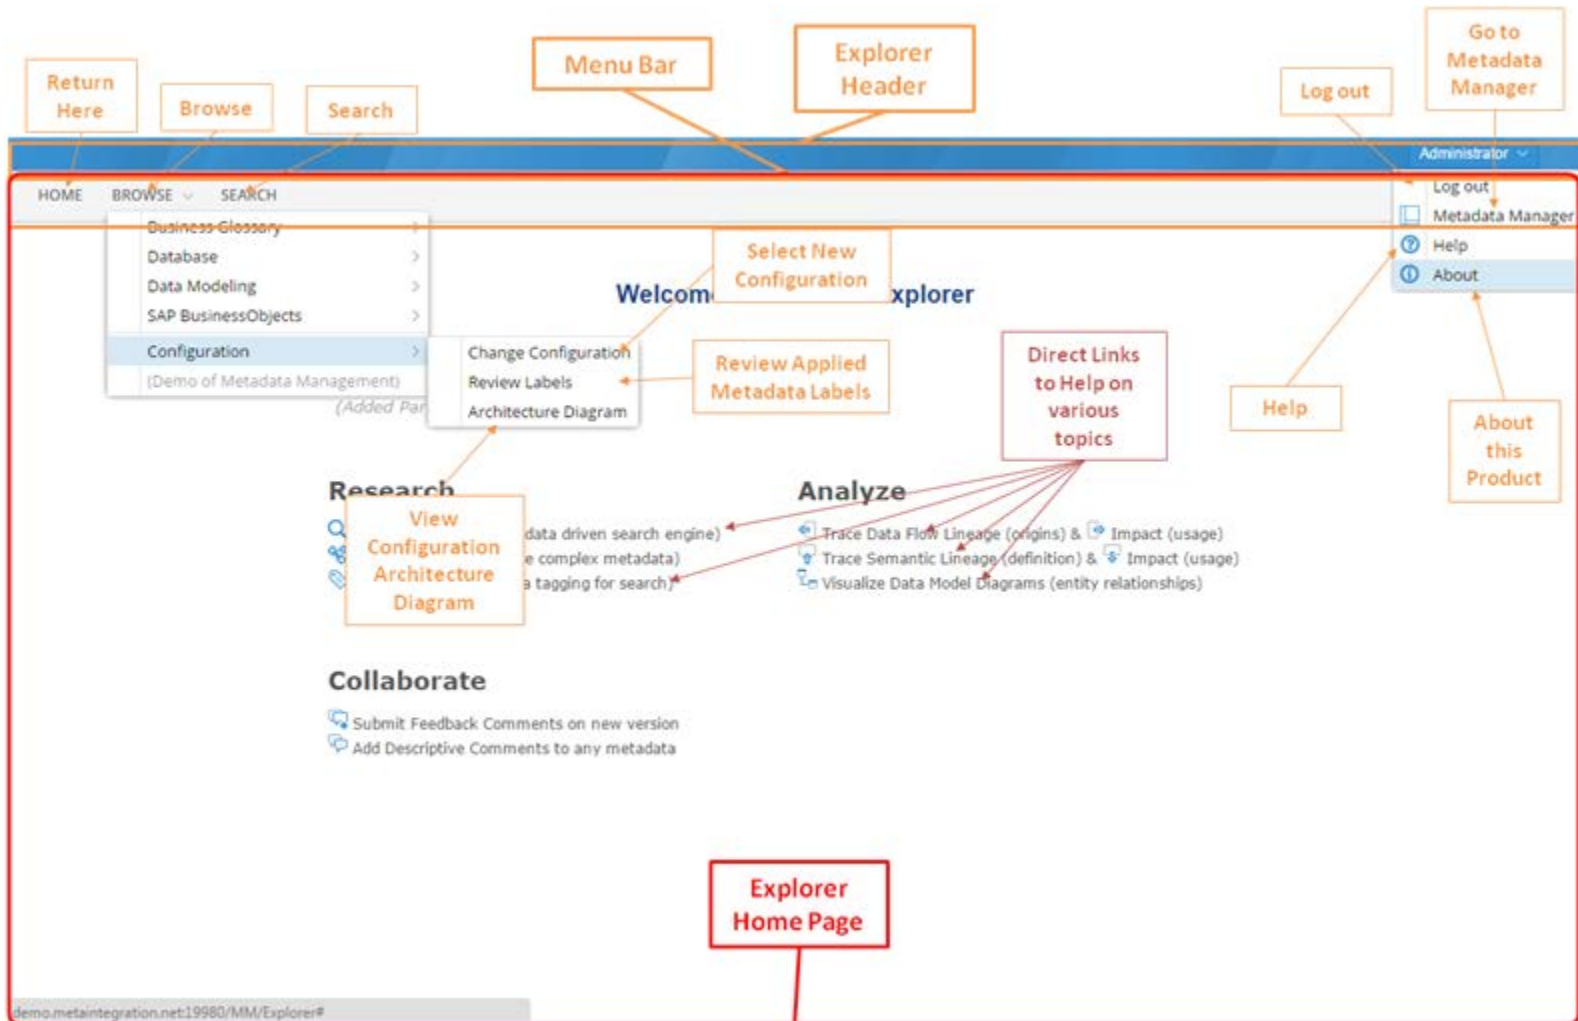 Menu Bar
Explorer
Header
Go to
Metadata
Manager
Return
Here
Browse
Search
Log out
Administrator
HOME
BROWSE
SEARCH
Log out
Metadata Manager
Help
About
Business Glossary
Database
Data Modeling
SAP BusinessObjects
Configuration
(Demo of Metadata Management)
Change Configuration
Review Labels
Architecture Diagram
Select New
Configuration
Welcom
xplorer
Review Applied
Metadata Labels
Direct Links
to Help on
various
topics
Help
About
this
Product
(Added Par
Research
data driven search engine)
e complex metadata)
a tagging for search)
View
Configuration
Architecture
Diagram
Analyze
Trace Data Flow Lineage (origins) & Impact (usage)
Trace Semantic Lineage (definition) & Impact (usage)
Visualize Data Model Diagrams (entity relationships)
Collaborate
Submit Feedback Comments on new version
Add Descriptive Comments to any metadata
Explorer
Home Page
demo.metaintegration.net:19980/MM/Explorer#